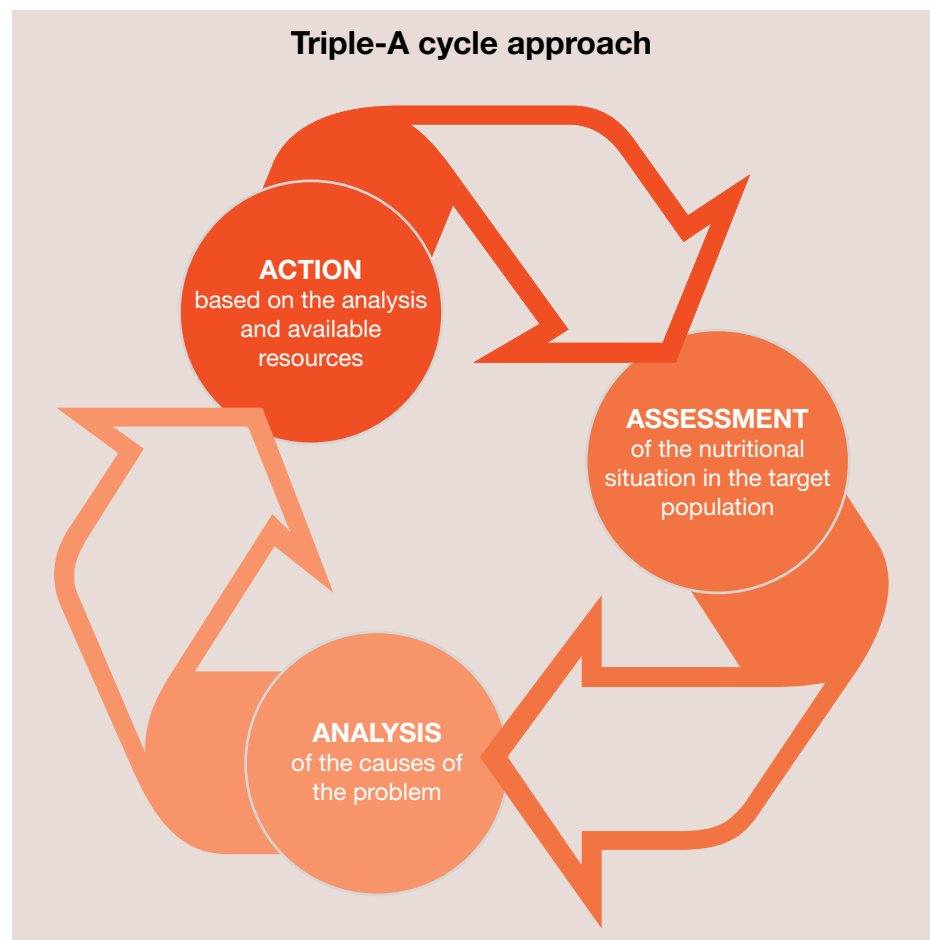 Triple-A cycle approach
ACTION
based on the analysis
and available
resources
ASSESSMENT
of the nutritional
situation in the target
population
ANALYSIS
of the causes of
the problem